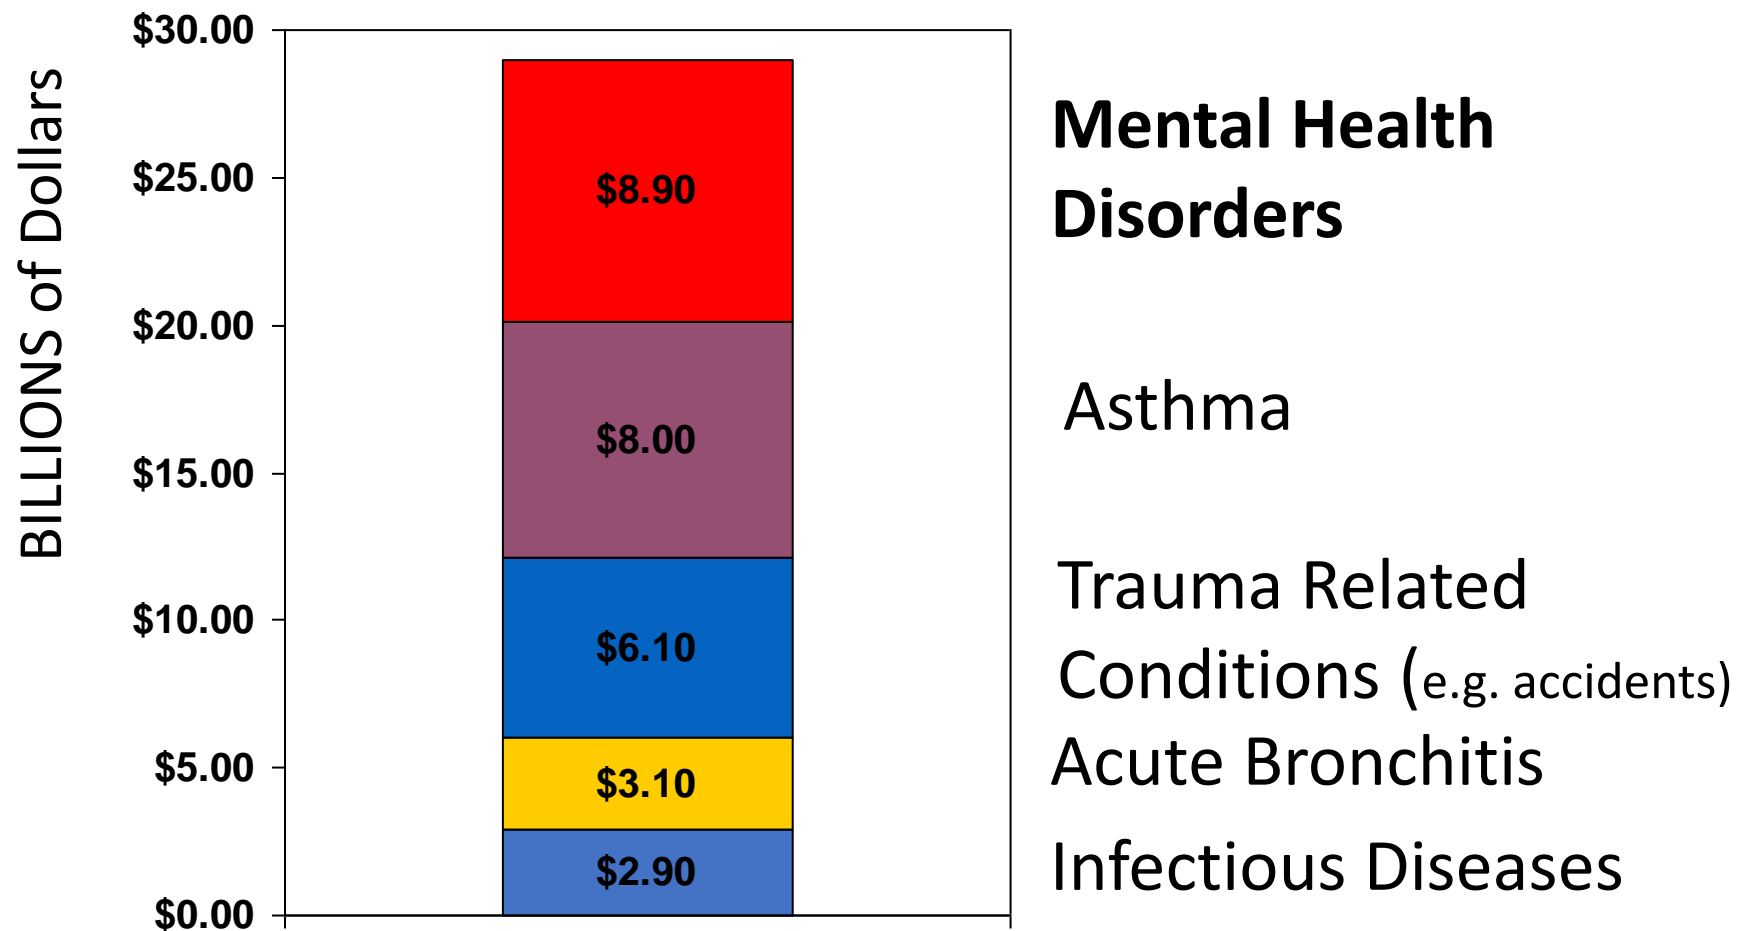 BILLIONS of Dollars
$30.00
$25.00
$20.00
$15.00
$10.00
$5.00
$0.00
$8.90
$8.00
$6.10
$3.10
$2.90
Mental Health
Disorders
Asthma
Trauma Related
Conditions (e.g. accidents)
Acute Bronchitis
Infectious Diseases